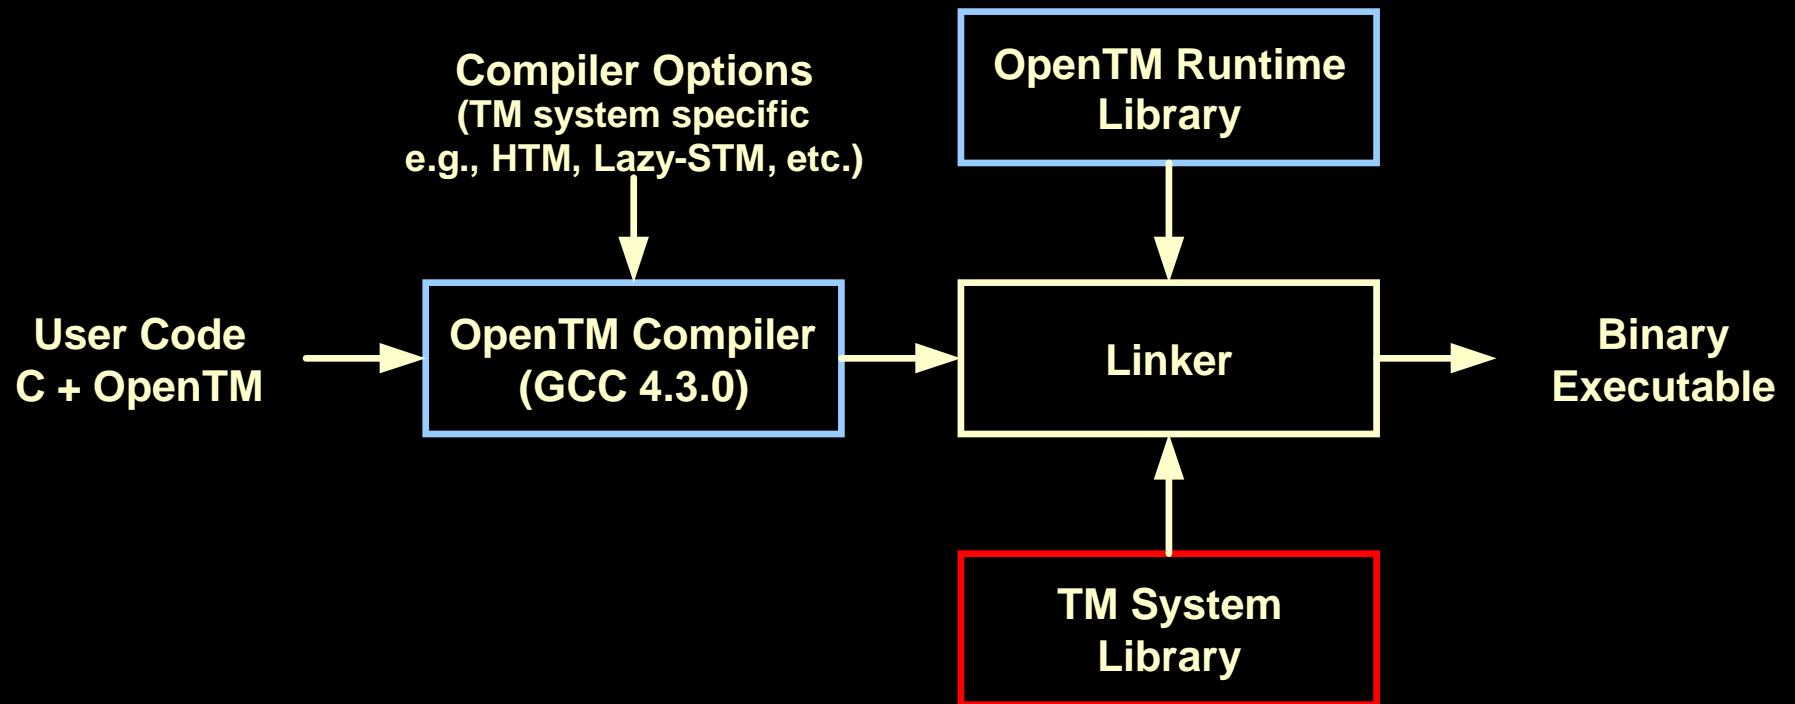 Compiler Options
(TM system specific
e.g., HTM, Lazy-STM, etc.)
OpenTM Runtime
Library
User Code
C + OpenTM
OpenTM Compiler
(GCC 4.3.0)
Linker
Binary
Executable
TM System
Library